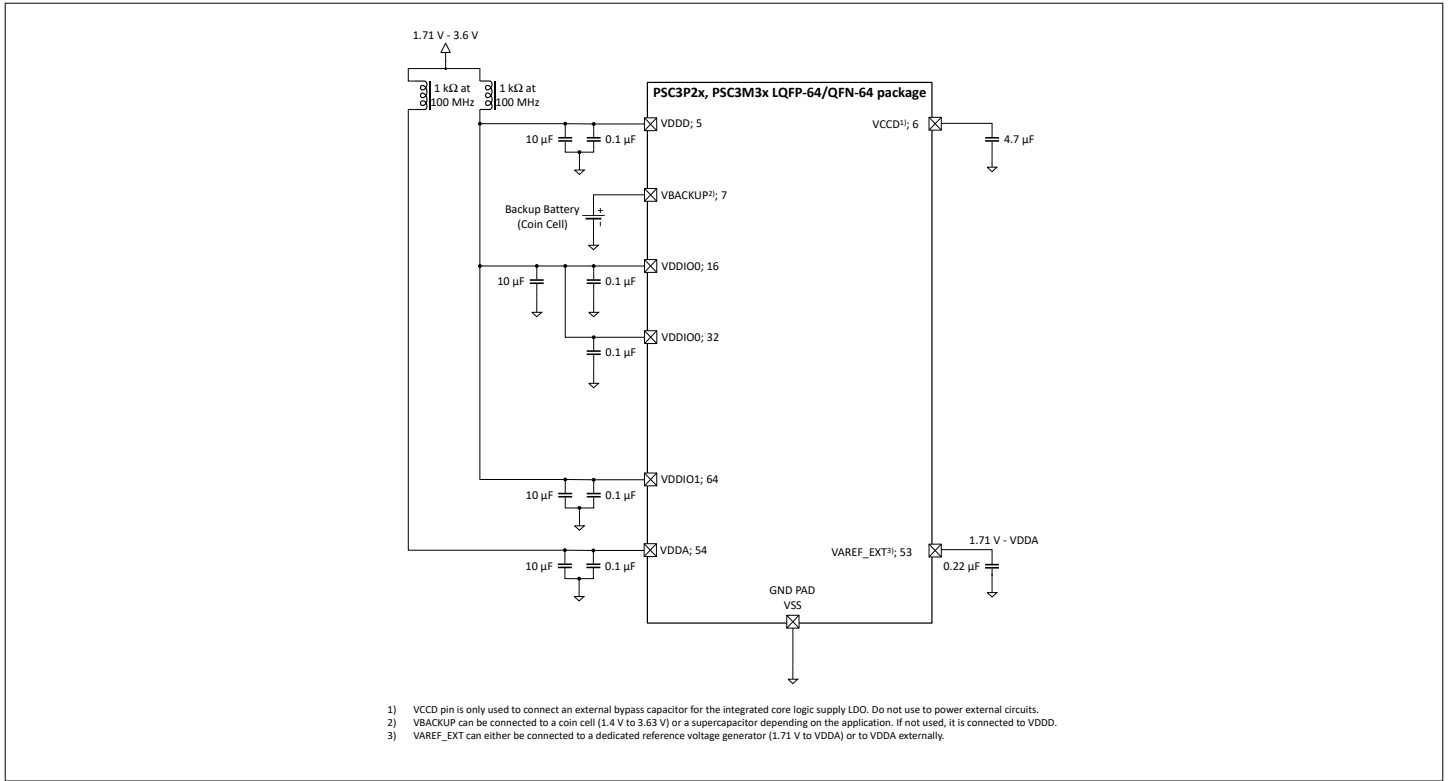 1.71 V - 3.6 V
1 kΩ at
100 MHz
1 kΩ at
100 MHz
PSC3P2x, PSC3M3x LQFP-64/QFN-64 package
VDDD; 5
10 µF
0.1 µF
VCCD¹⁾; 6
4.7 µF
VBACKUP²⁾; 7
Backup Battery
(Coin Cell)
+
-
VDDIO0; 16
10 µF
0.1 µF
VDDIO0; 32
0.1 µF
VDDIO1; 64
10 µF
0.1 µF
VDDA; 54
10 µF
0.1 µF
VAREF_EXT³⁾; 53
1.71 V - VDDA
0.22 µF
GND PAD
VSS
1) VCCD pin is only used to connect an external bypass capacitor for the integrated core logic supply LDO. Do not use to power external circuits.
2) VBACKUP can be connected to a coin cell (1.4 V to 3.63 V) or a supercapacitor depending on the application. If not used, it is connected to VDDD.
3) VAREF_EXT can either be connected to a dedicated reference voltage generator (1.71 V to VDDA) or to VDDA externally.